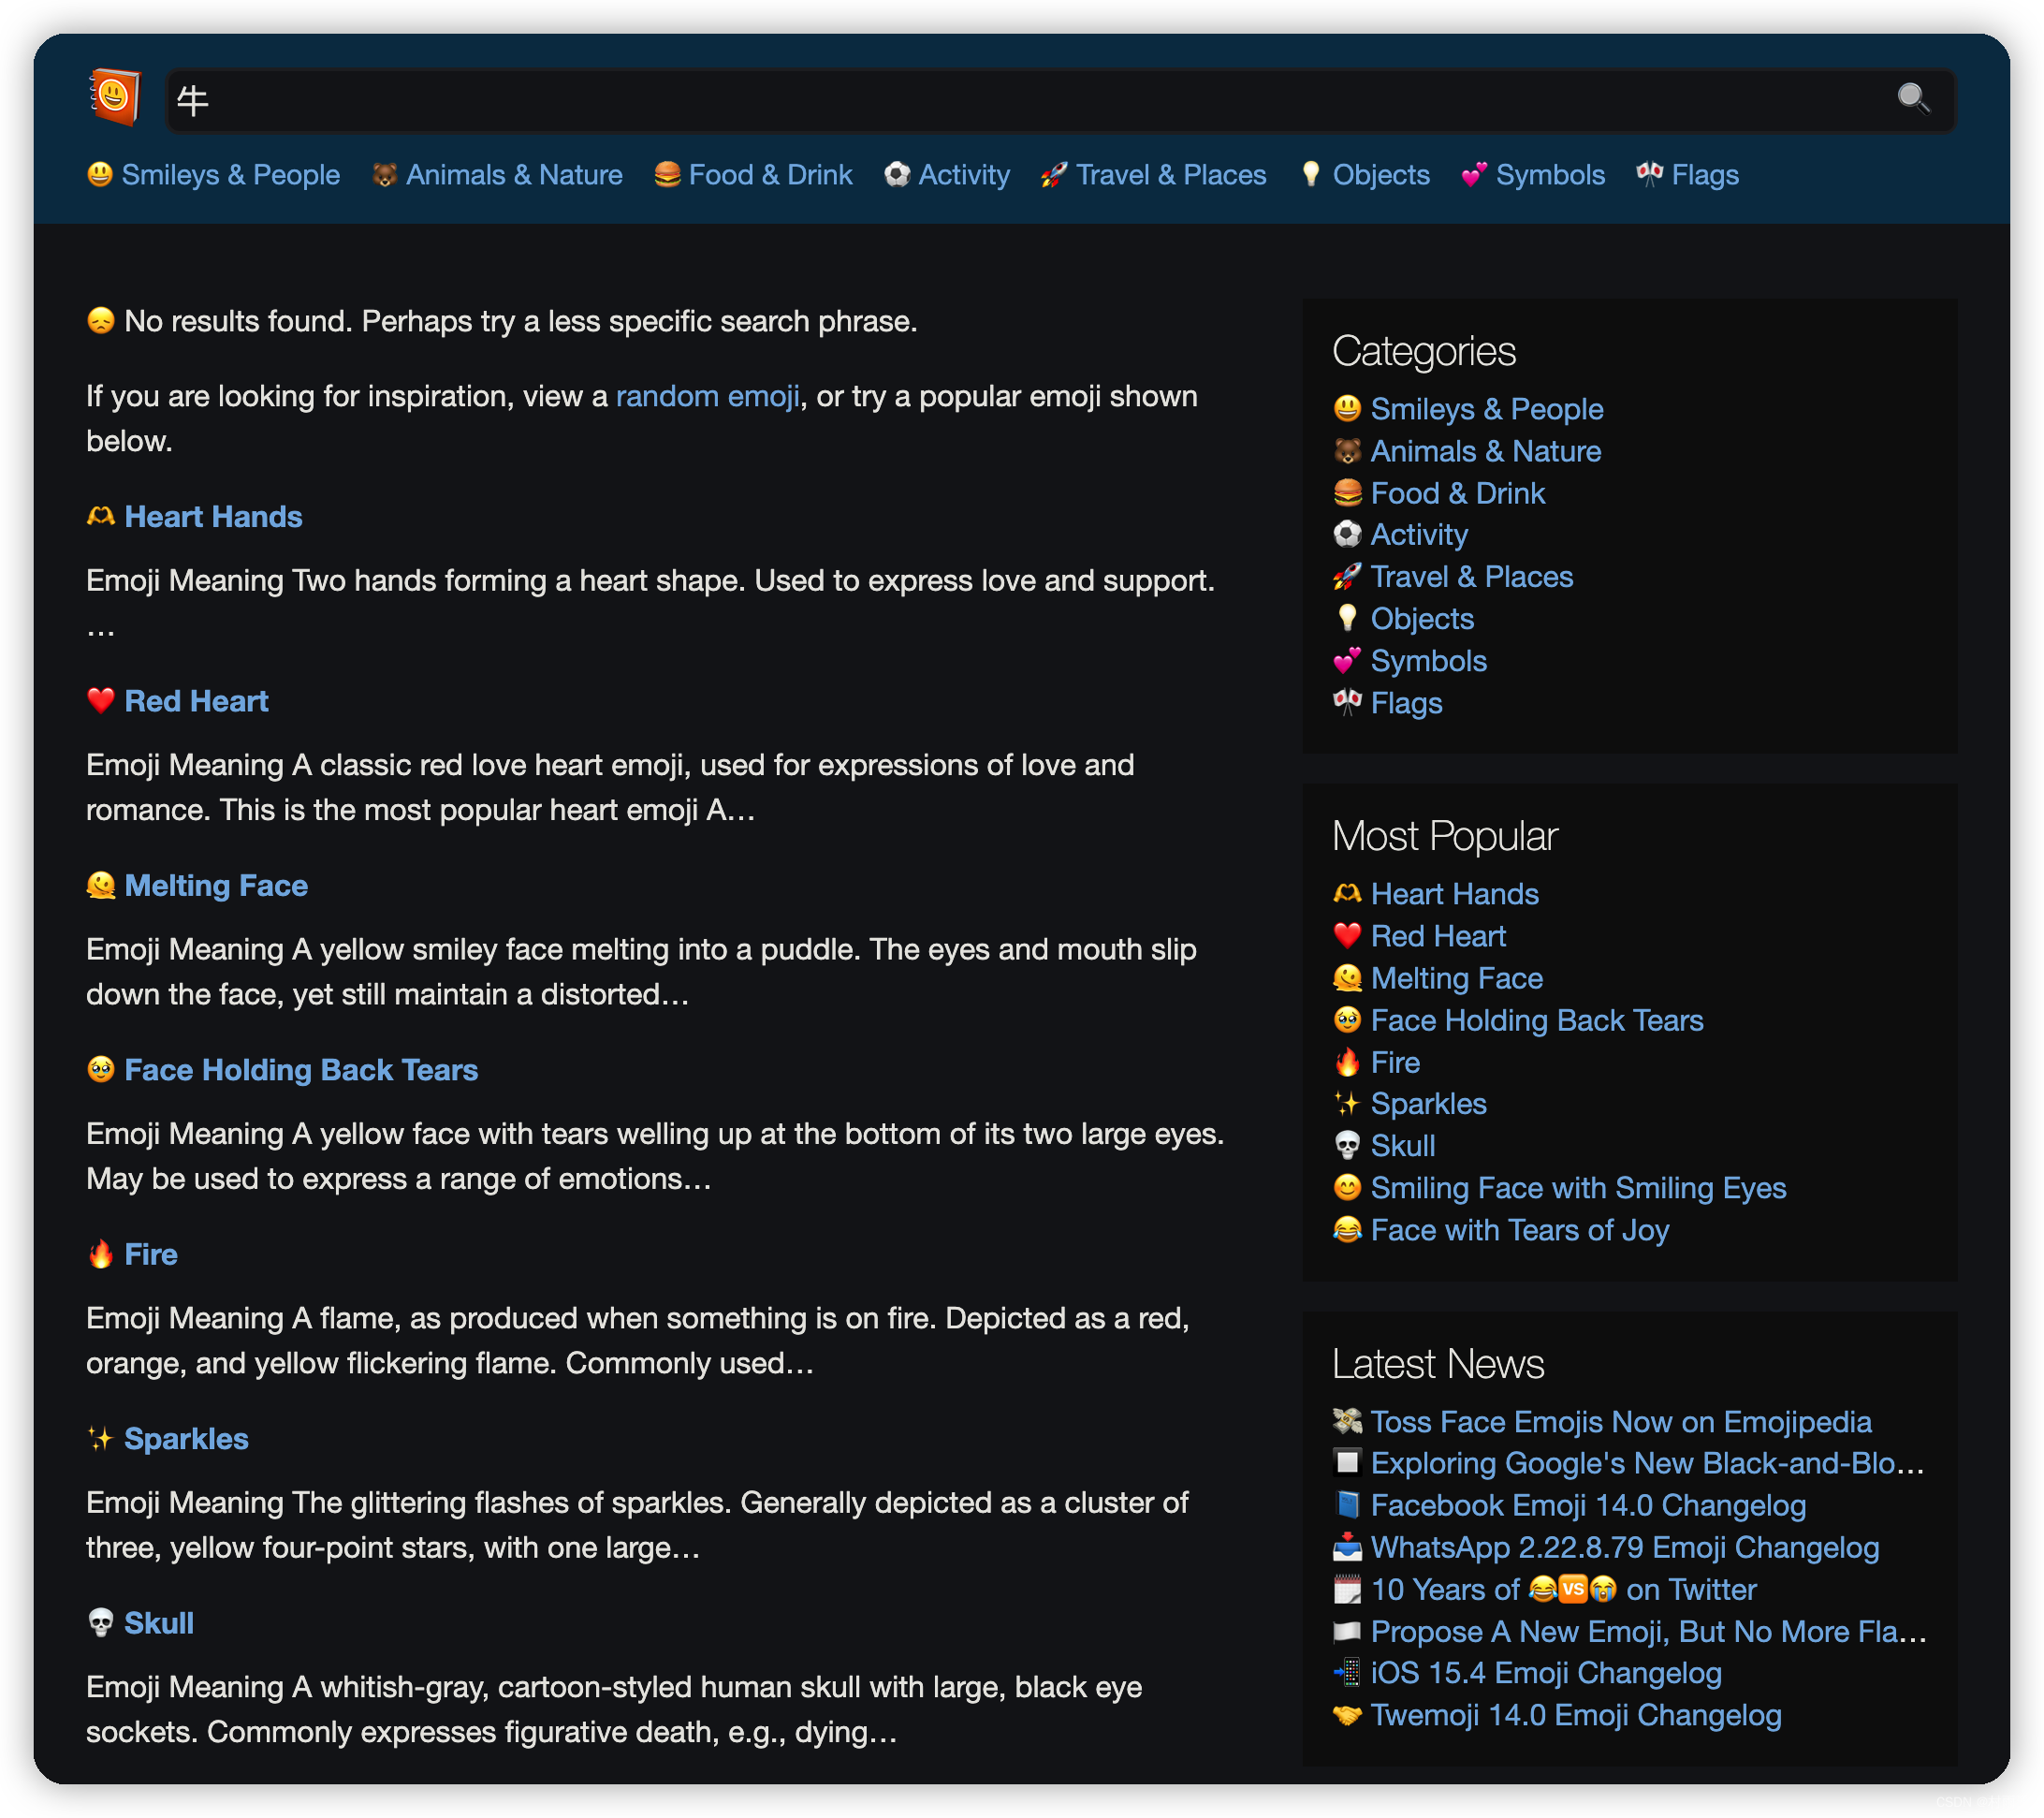 牛
😃 Smileys & People 🐻 Animals & Nature 🍔 Food & Drink ⚽ Activity 🚀 Travel & Places 💡 Objects 💕 Symbols 🎌 Flags
😞 No results found. Perhaps try a less specific search phrase.
If you are looking for inspiration, view a random emoji, or try a popular emoji shown
below.
🫶 Heart Hands
Emoji Meaning Two hands forming a heart shape. Used to express love and support.
…
❤️ Red Heart
Emoji Meaning A classic red love heart emoji, used for expressions of love and
romance. This is the most popular heart emoji A…
🫠 Melting Face
Emoji Meaning A yellow smiley face melting into a puddle. The eyes and mouth slip
down the face, yet still maintain a distorted…
🥹 Face Holding Back Tears
Emoji Meaning A yellow face with tears welling up at the bottom of its two large eyes.
May be used to express a range of emotions…
🔥 Fire
Emoji Meaning A flame, as produced when something is on fire. Depicted as a red,
orange, and yellow flickering flame. Commonly used…
✨ Sparkles
Emoji Meaning The glittering flashes of sparkles. Generally depicted as a cluster of
three, yellow four-point stars, with one large…
💀 Skull
Emoji Meaning A whitish-gray, cartoon-styled human skull with large, black eye
sockets. Commonly expresses figurative death, e.g., dying…
Categories
😃 Smileys & People
🐻 Animals & Nature
🍔 Food & Drink
⚽ Activity
🚀 Travel & Places
💡 Objects
💕 Symbols
🎌 Flags
Most Popular
🫶 Heart Hands
❤️ Red Heart
🫠 Melting Face
🥹 Face Holding Back Tears
🔥 Fire
✨ Sparkles
💀 Skull
😊 Smiling Face with Smiling Eyes
😂 Face with Tears of Joy
Latest News
💸 Toss Face Emojis Now on Emojipedia
🔲 Exploring Google's New Black-and-Blo…
📘 Facebook Emoji 14.0 Changelog
📥 WhatsApp 2.22.8.79 Emoji Changelog
🗓️ 10 Years of 😂🆚😭 on Twitter
🏳️ Propose A New Emoji, But No More Fla…
📲 iOS 15.4 Emoji Changelog
🤝 Twemoji 14.0 Emoji Changelog